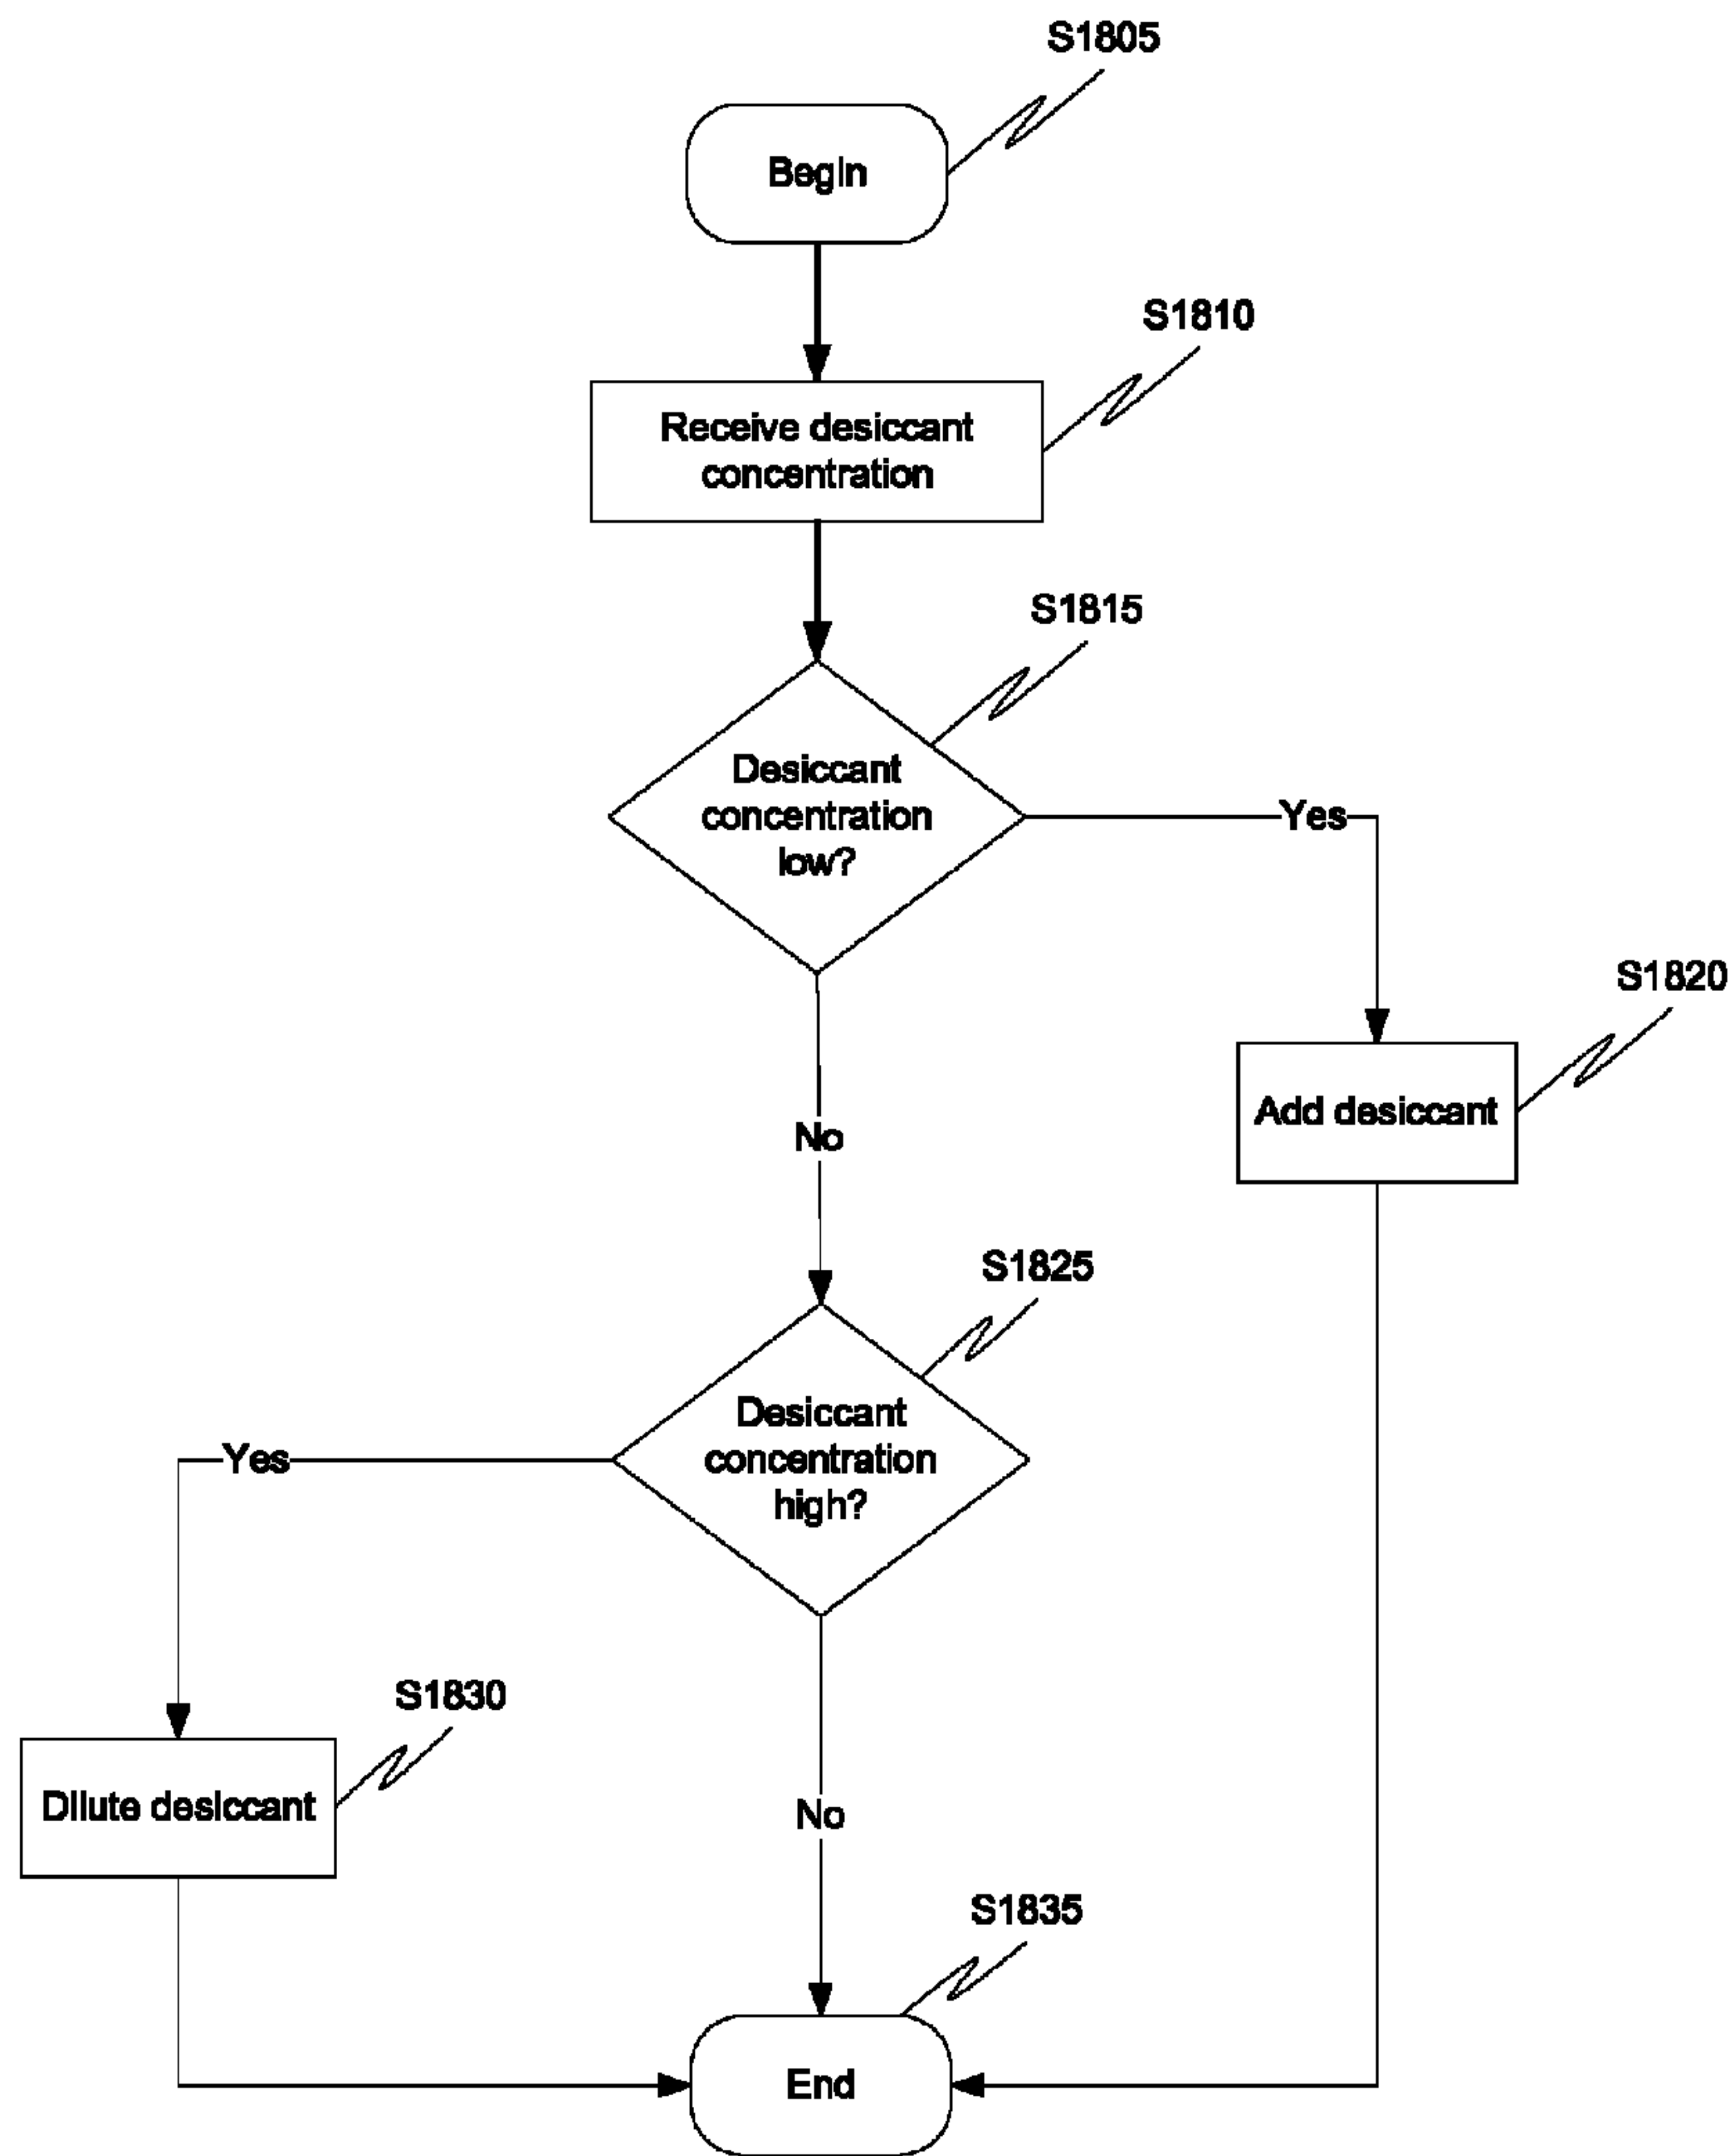 S1805
Begin
S1810
Receive desiccant
concentration
S1815
Desiccant
concentration
low?
Yes
S1820
Add desiccant
No
S1825
Desiccant
concentration
high?
Yes
S1830
Dilute desiccant
No
S1835
End